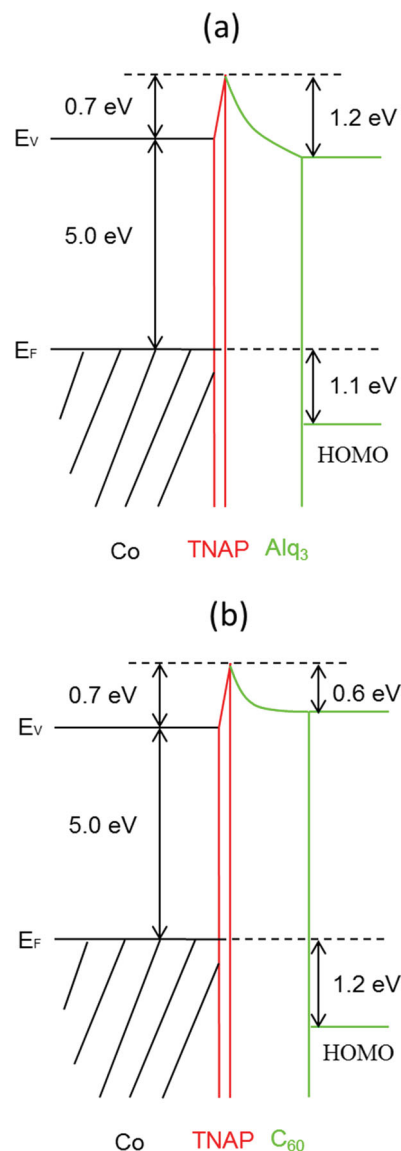 (a)
0.7 eV
1.2 eV
EV
5.0 eV
EF
1.1 eV
HOMO
Co TNAP Alq3
(b)
0.7 eV
0.6 eV
EV
5.0 eV
EF
1.2 eV
HOMO
Co TNAP C60